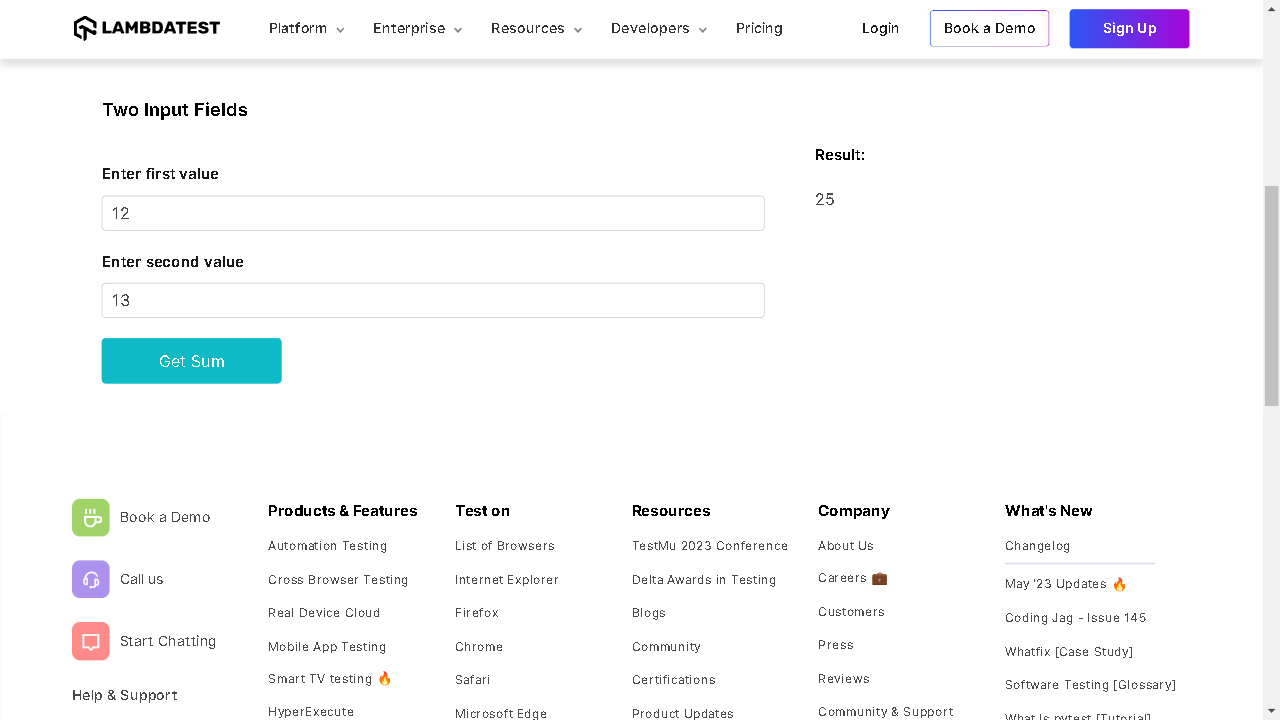 LAMBDATEST
Platform Enterprise Resources Developers Pricing Login Book a Demo Sign Up
Two Input Fields
Enter first value
12
Enter second value
13
Get Sum
Result:
25
Book a Demo
Call us
Start Chatting
Help & Support
Products & Features
Automation Testing
Cross Browser Testing
Real Device Cloud
Mobile App Testing
Smart TV testing 🔥
HyperExecute
Test on
List of Browsers
Internet Explorer
Firefox
Chrome
Safari
Microsoft Edge
Resources
TestMu 2023 Conference
Delta Awards in Testing
Blogs
Community
Certifications
Product Updates
Company
About Us
Careers 💼
Customers
Press
Reviews
Community & Support
What's New
Changelog
May '23 Updates 🔥
Coding Jag - Issue 145
Whatfix [Case Study]
Software Testing [Glossary]
What Is pytest [Tutorial]